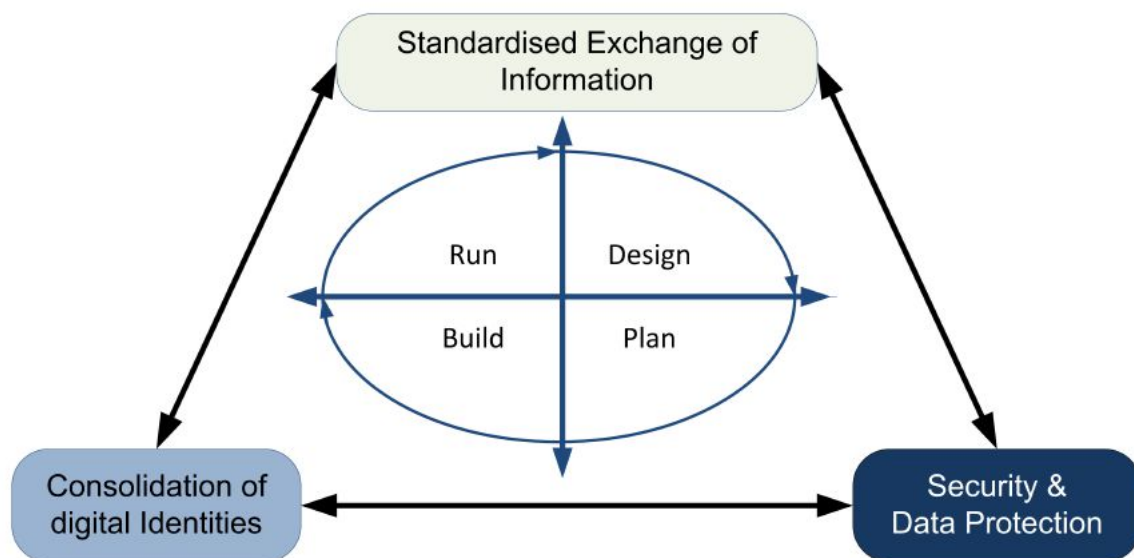 Standardised Exchange of
Information
Run
Design
Build
Plan
Consolidation of
digital Identities
Security &
Data Protection